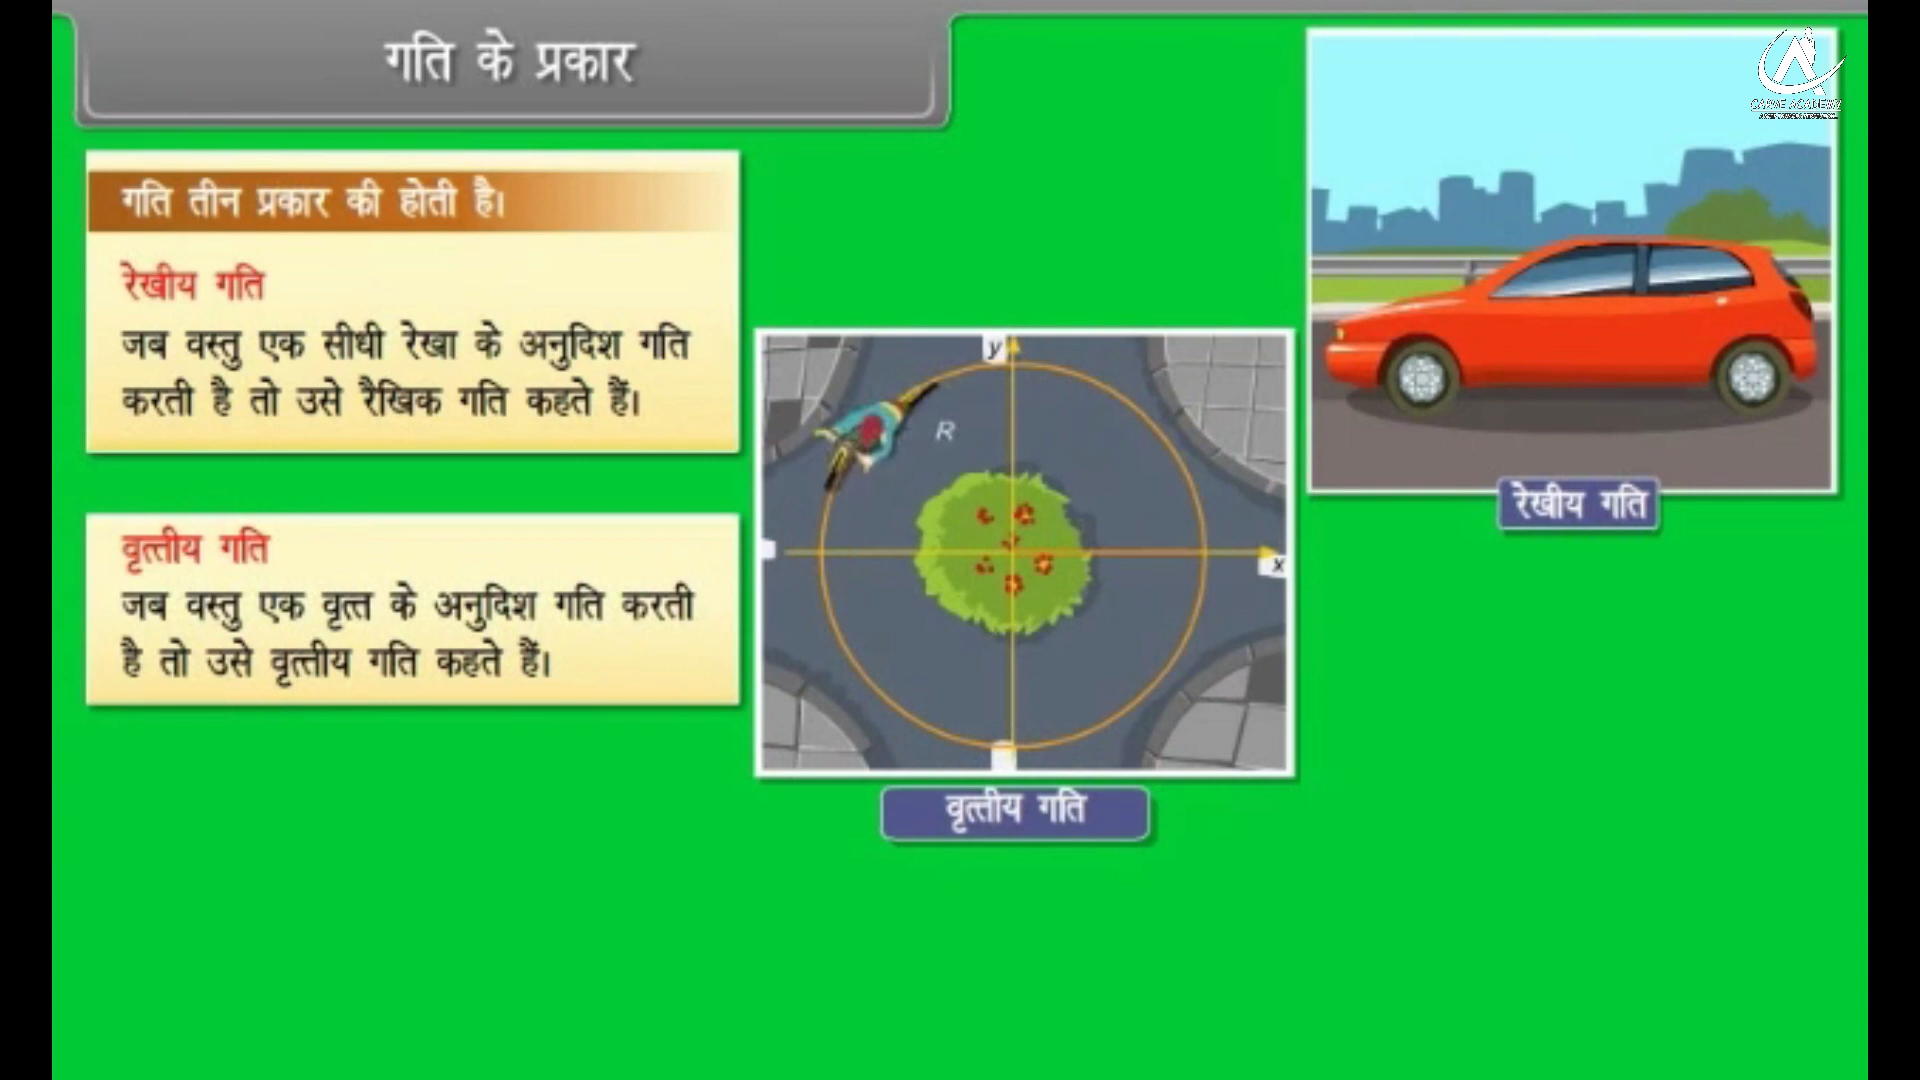 गति के प्रकार
गति तीन प्रकार की होती है।
रेखीय गति
जब वस्तु एक सीधी रेखा के अनुदिश गति
करती है तो उसे रैखिक गति कहते हैं।
वृत्तीय गति
जब वस्तु एक वृत्त के अनुदिश गति करती
है तो उसे वृत्तीय गति कहते हैं।
y
R
x
वृत्तीय गति
रेखीय गति